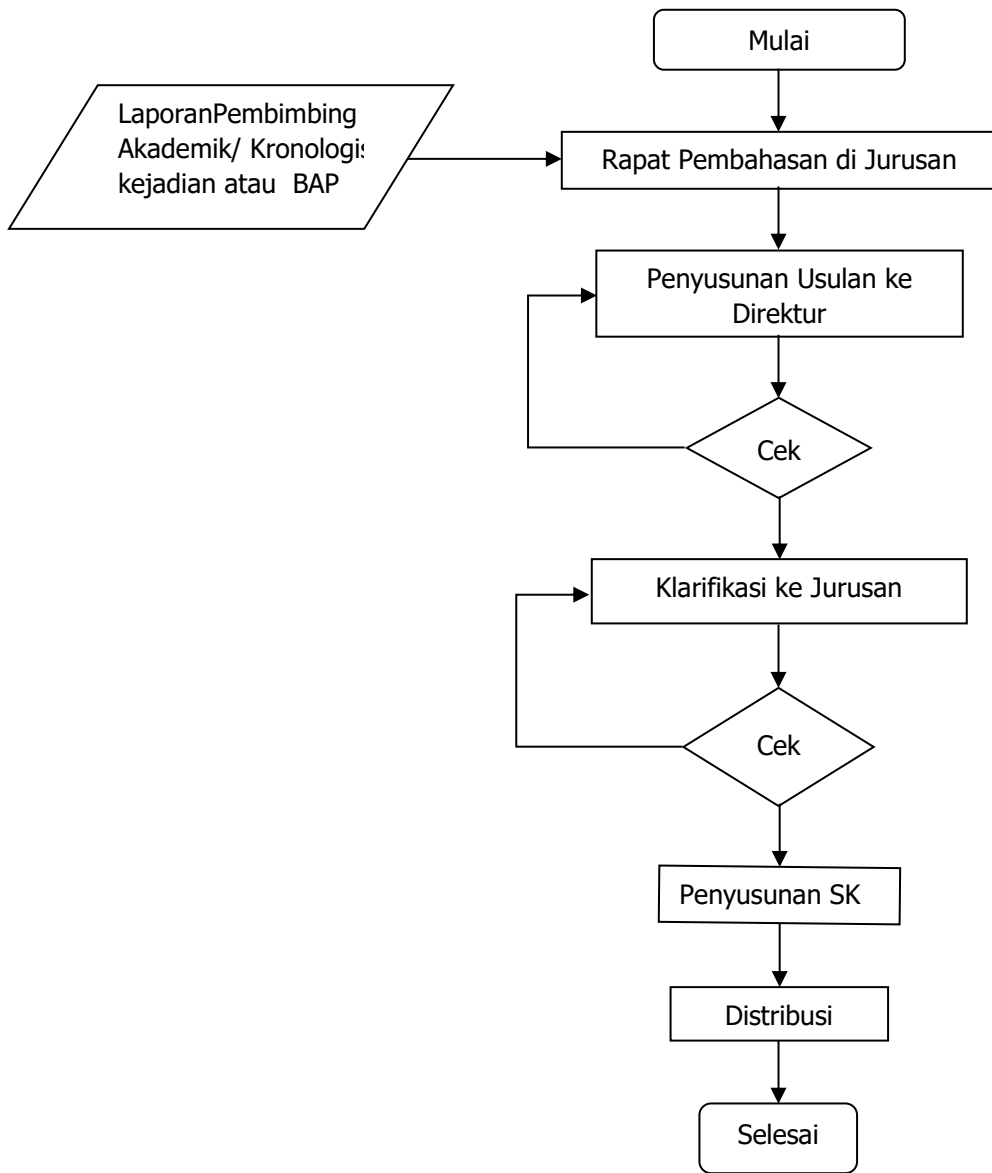 Mulai
LaporanPembimbing
Akademik/ Kronologis
kejadian atau BAP
Rapat Pembahasan di Jurusan
Penyusunan Usulan ke
Direktur
Cek
Klarifikasi ke Jurusan
Cek
Penyusunan SK
Distribusi
Selesai